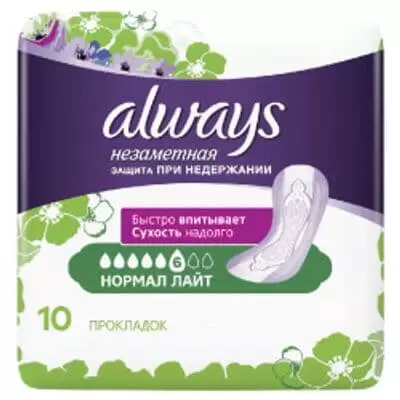 always
незаметная
ЗАЩИТА ПРИ НЕДЕРЖАНИИ
Быстро впитывает
Сухость надолго
6
НОРМАЛ ЛАЙТ
10 ПРОКЛАДОК